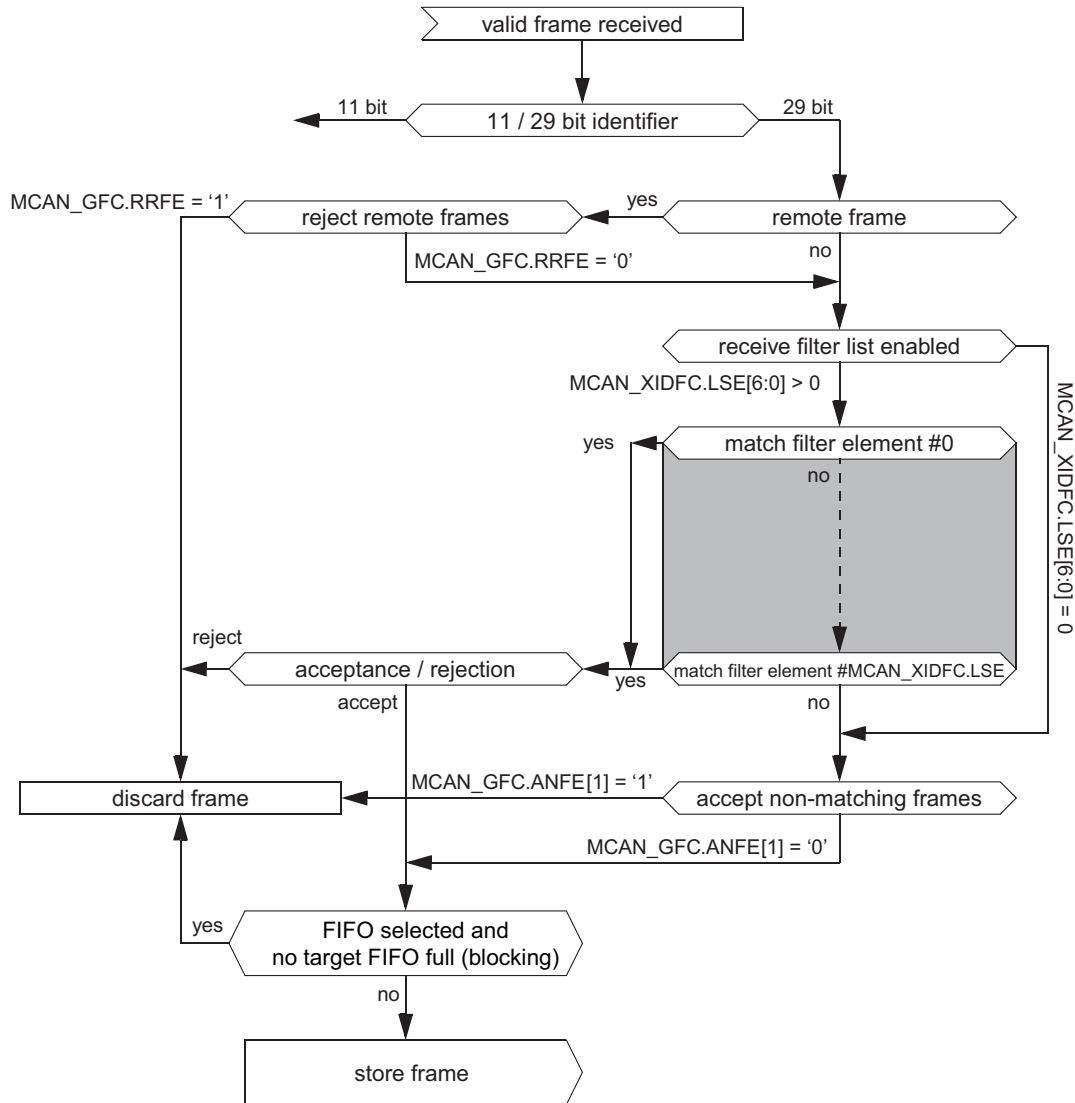 valid frame received
11 bit
11 / 29 bit identifier
29 bit
MCAN_GFC.RRFE = ‘1’
reject remote frames
yes
remote frame
MCAN_GFC.RRFE = ‘0’
no
receive filter list enabled
MCAN_XIDFC.LSE[6:0] > 0
MCAN_XIDFC.LSE[6:0] = 0
yes
match filter element #0
no
reject
acceptance / rejection
yes
match filter element #MCAN_XIDFC.LSE
accept
no
discard frame
MCAN_GFC.ANFE[1] = ‘1’
accept non-matching frames
MCAN_GFC.ANFE[1] = ‘0’
yes
FIFO selected and
no target FIFO full (blocking)
no
store frame